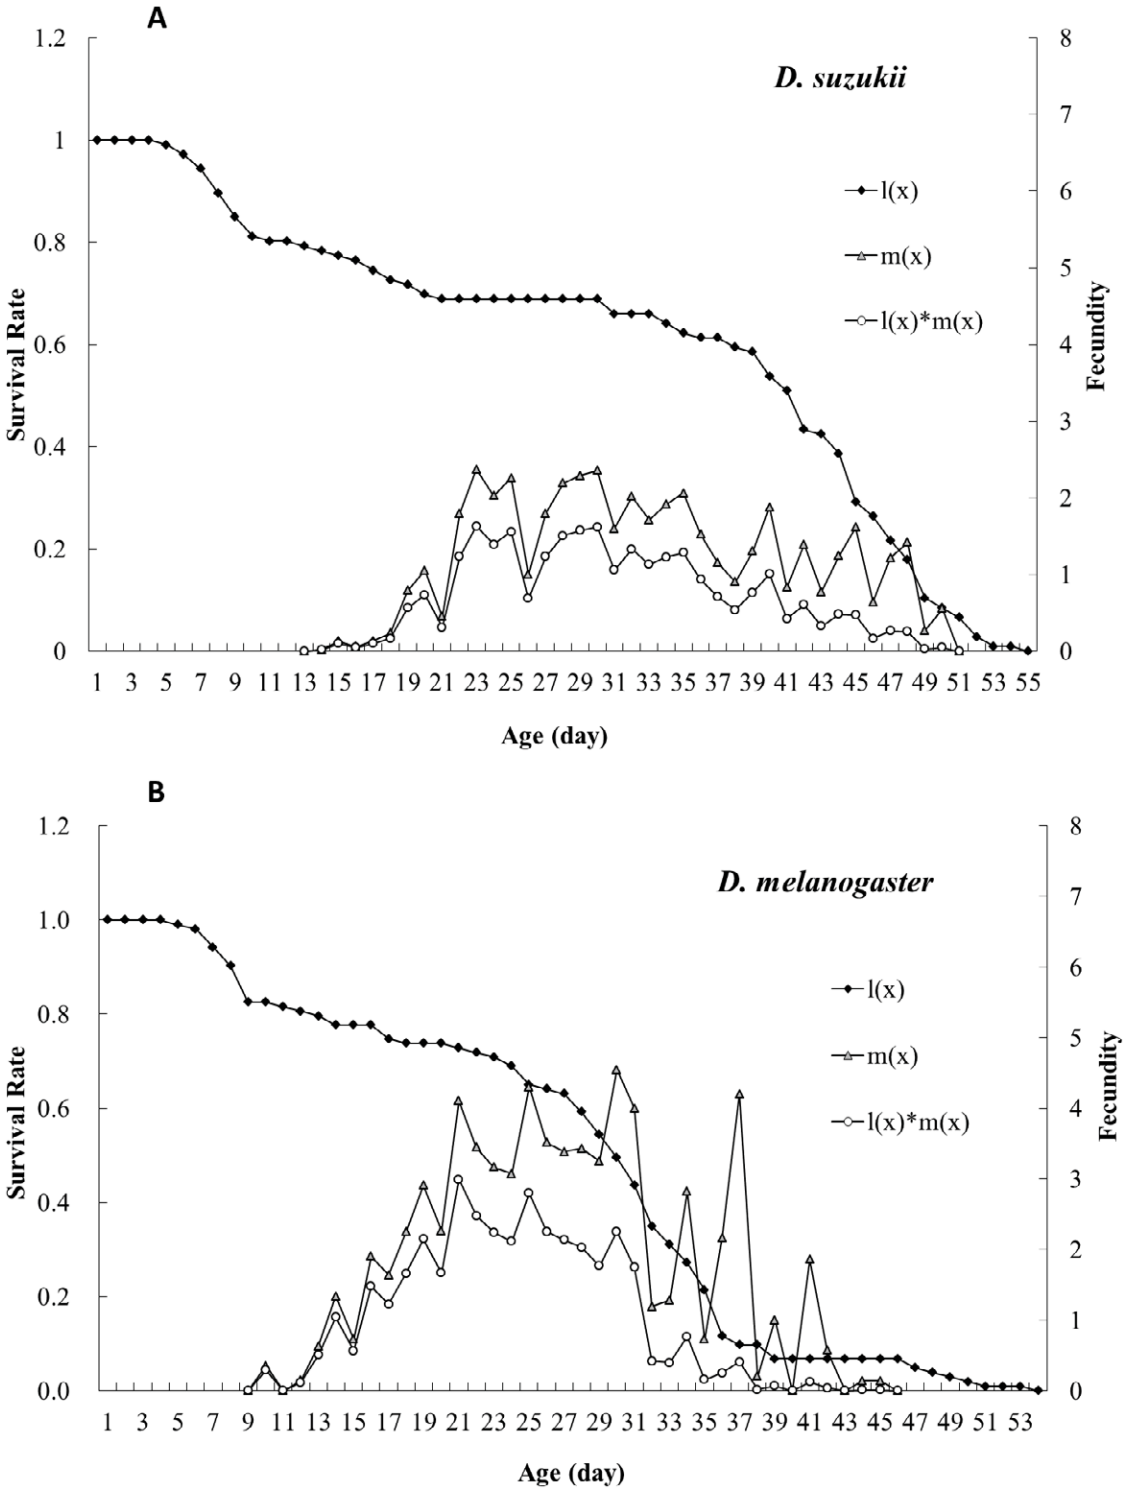 A
1.2
1
0.8
0.6
0.4
0.2
0
Survival Rate
8
7
6
5
4
3
2
1
0
Fecundity
D. suzukii
l(x)
m(x)
l(x)*m(x)
1 3 5 7 9 11 13 15 17 19 21 23 25 27 29 31 33 35 37 39 41 43 45 47 49 51 53 55
Age (day)
B
1.2
1.0
0.8
0.6
0.4
0.2
0.0
Survival Rate
8
7
6
5
4
3
2
1
0
Fecundity
D. melanogaster
l(x)
m(x)
l(x)*m(x)
1 3 5 7 9 11 13 15 17 19 21 23 25 27 29 31 33 35 37 39 41 43 45 47 49 51 53
Age (day)